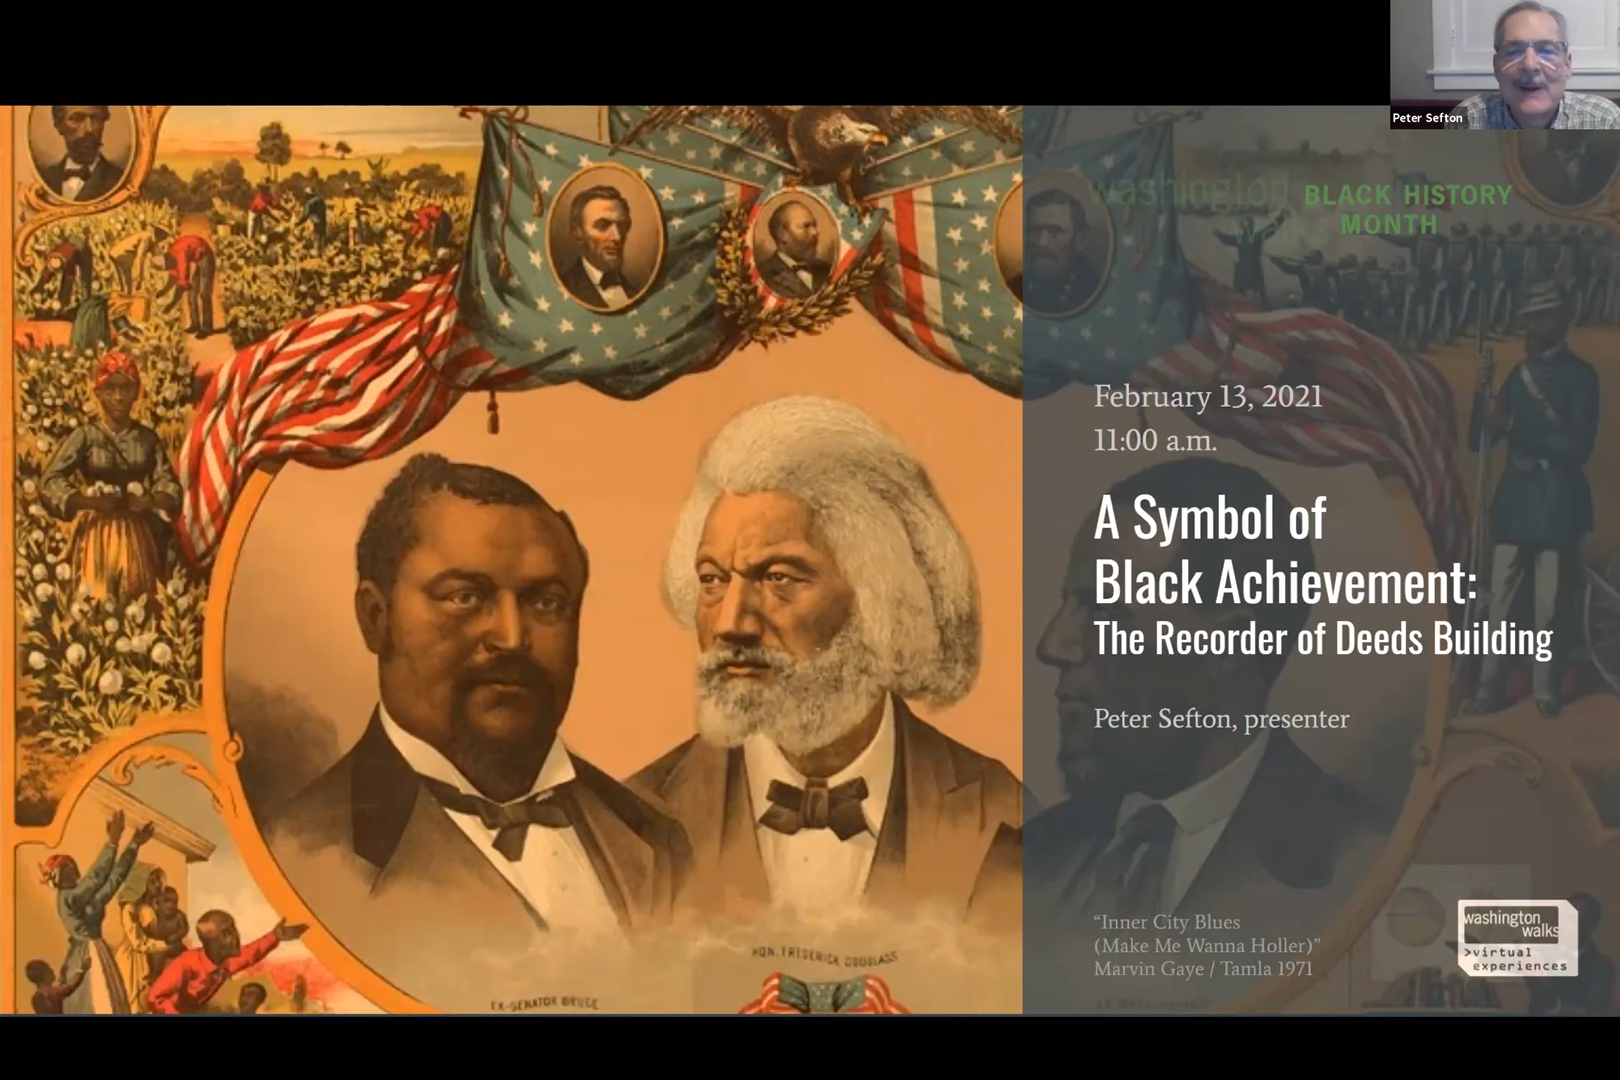 Peter Sefton
washington
walks
BLACK HISTORY
MONTH
February 13, 2021
11:00 a.m.
A Symbol of
Black Achievement:
The Recorder of Deeds Building
Peter Sefton, presenter
"Inner City Blues
(Make Me Wanna Holler)"
Marvin Gaye / Tamla 1971
washington
walks
>virtual
experiences
HON. FREDERICK DOUGLASS
EX-SENATOR BRUCE